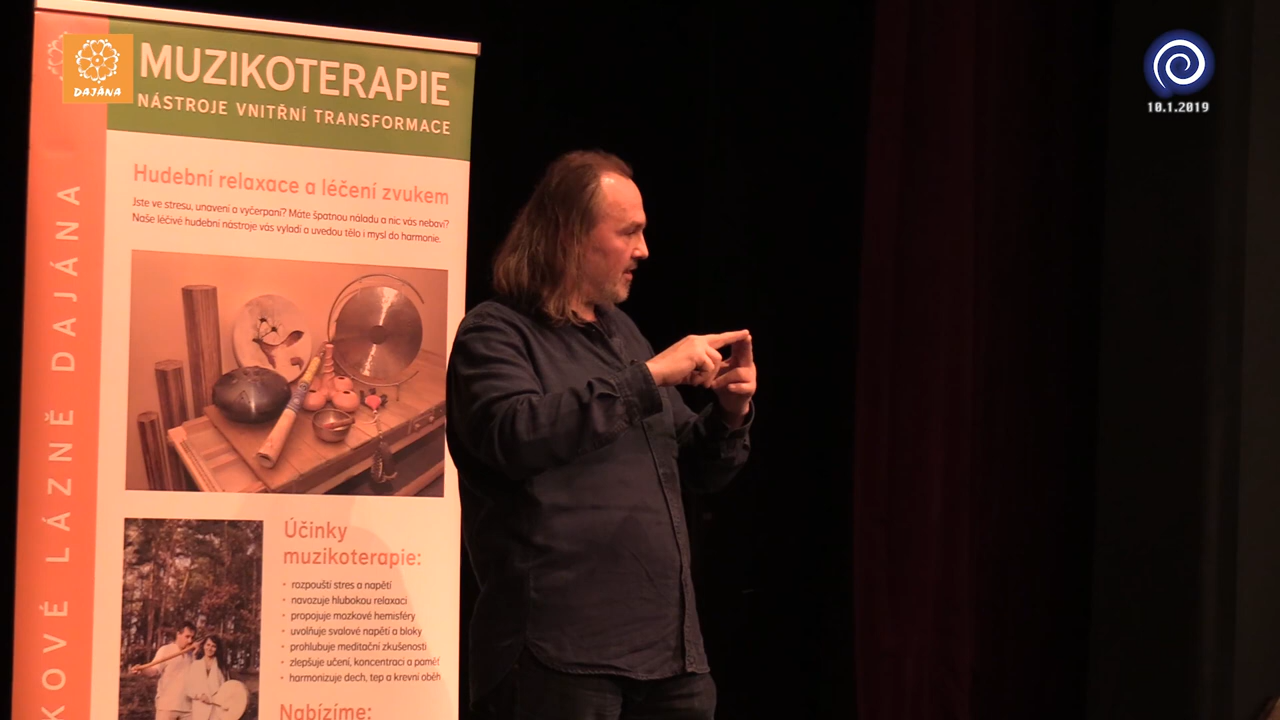 DAJÀNA
MUZIKOTERAPIE
NÁSTROJE VNITŘNÍ TRANSFORMACE
10.1.2019
Hudební relaxace a léčení zvukem
Jste ve stresu, unavení a vyčerpaní? Máte špatnou náladu a nic vás nebaví?
Naše léčivé hudební nástroje vás vyladí a uvedou tělo i mysl do harmonie.
KOVÉ LÁZNĚ DAJÁNA
Účinky
muzikoterapie:
• rozpouští stres a napětí
• navozuje hlubokou relaxaci
• propojuje mozkové hemisféry
• uvolňuje svalové napětí a bloky
• prohlubuje meditační zkušenosti
• zlepšuje učení, koncentraci a paměť
• harmonizuje dech, tep a krevní oběh
Nabízíme: